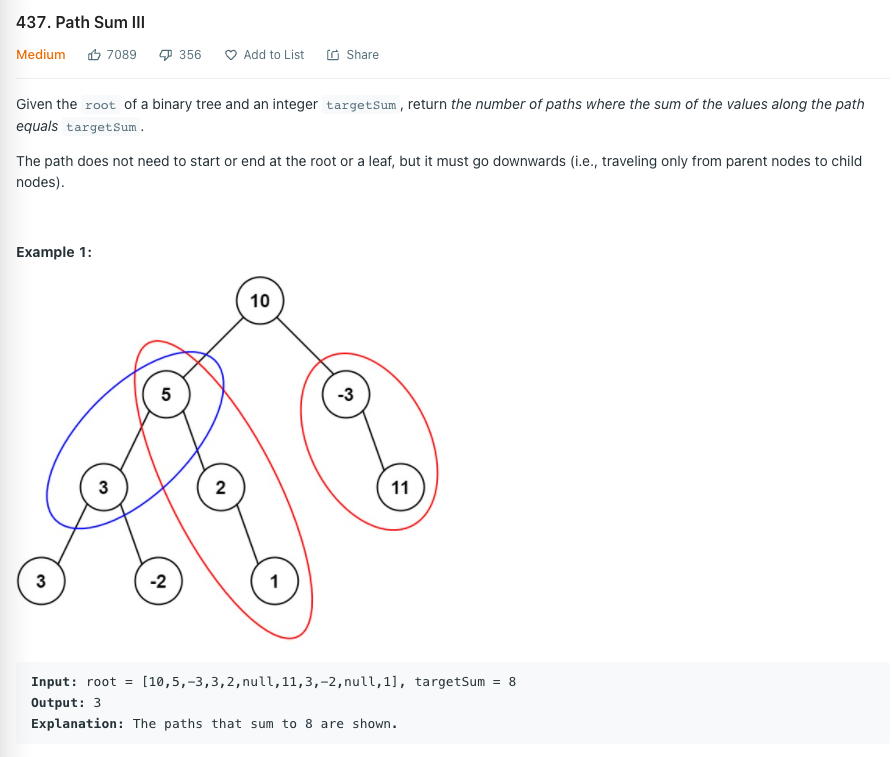 437. Path Sum III
Medium 7089 356 Add to List Share
Given the root of a binary tree and an integer targetSum, return the number of paths where the sum of the values along the path
equals targetSum.
The path does not need to start or end at the root or a leaf, but it must go downwards (i.e., traveling only from parent nodes to child
nodes).
Example 1:
10
5 -3
3 2 11
3 -2 1
Input: root = [10,5,-3,3,2,null,11,3,-2,null,1], targetSum = 8
Output: 3
Explanation: The paths that sum to 8 are shown.